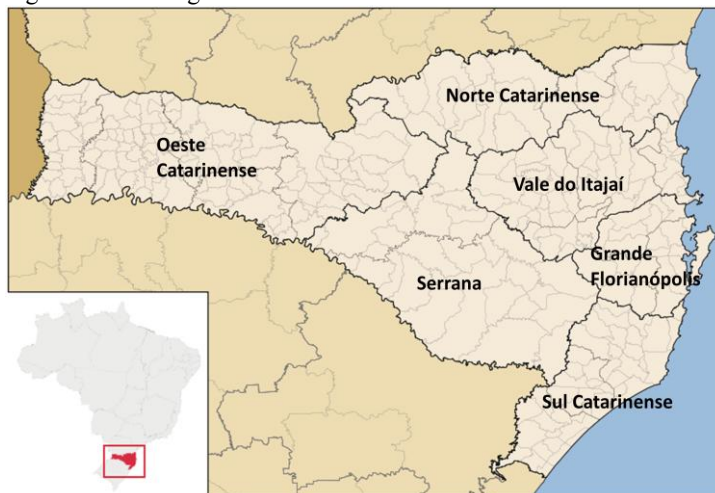 Norte Catarinense
Oeste
Catarinense
Vale do Itajaí
Grande
Florianópolis
Serrana
Sul Catarinense